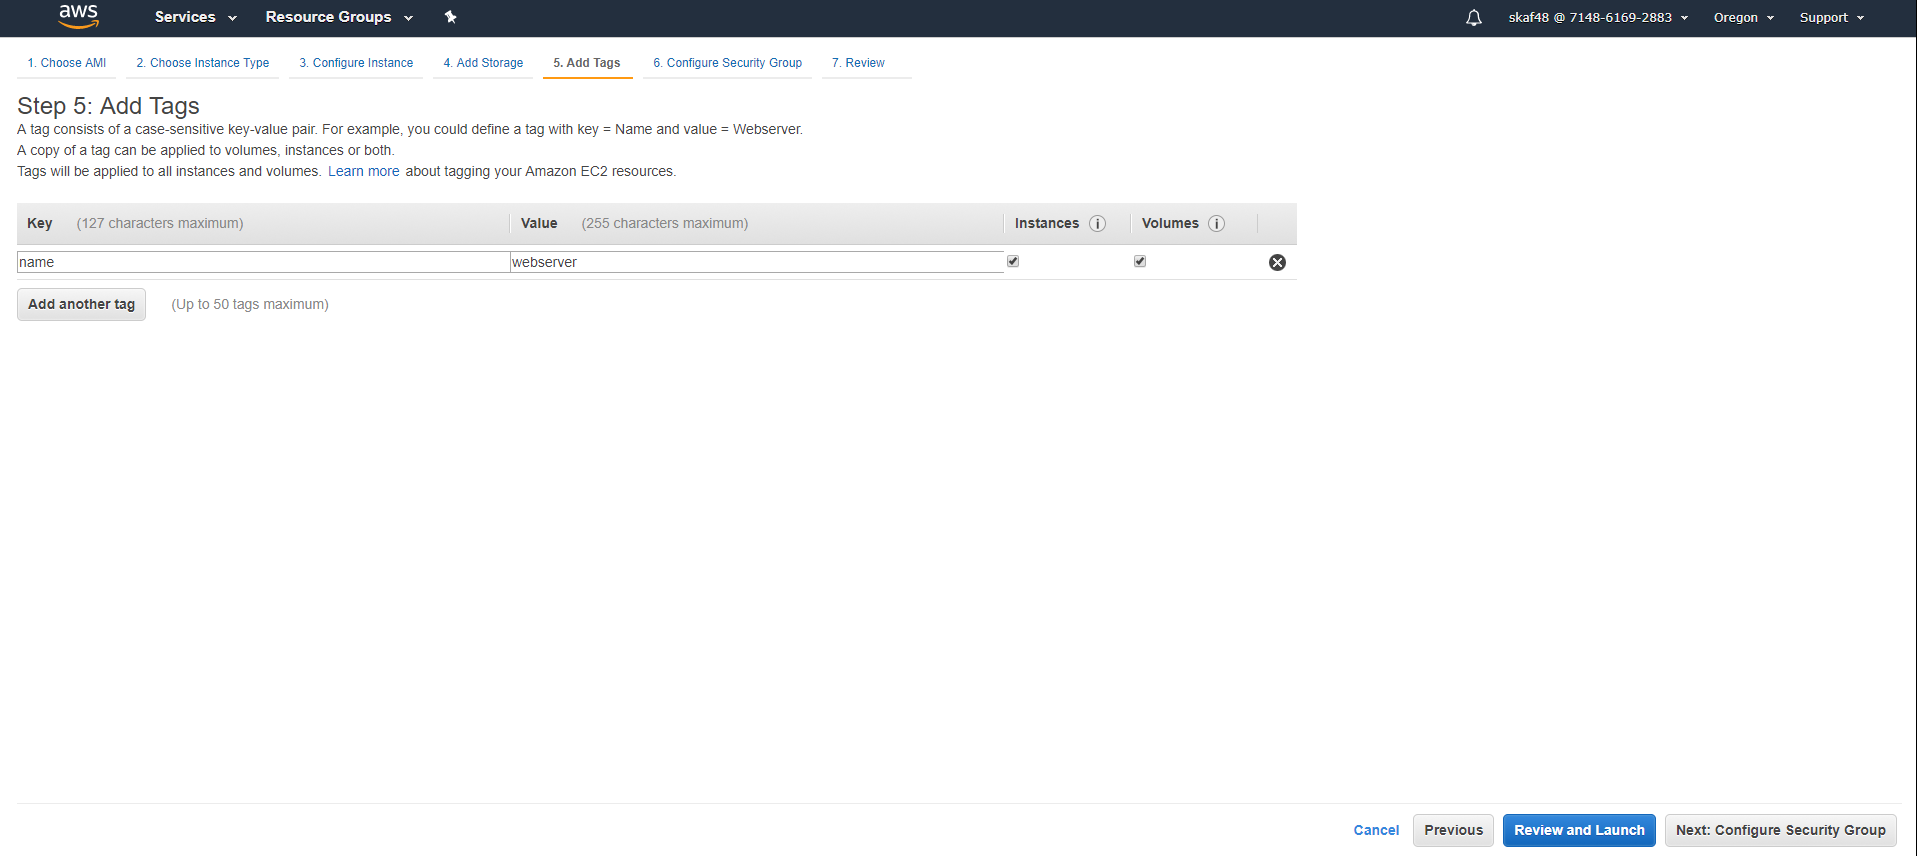 aws Services Resource Groups skaf48 @ 7148-6169-2883 Oregon Support
1. Choose AMI 2. Choose Instance Type 3. Configure Instance 4. Add Storage 5. Add Tags 6. Configure Security Group 7. Review
Step 5: Add Tags
A tag consists of a case-sensitive key-value pair. For example, you could define a tag with key = Name and value = Webserver.
A copy of a tag can be applied to volumes, instances or both.
Tags will be applied to all instances and volumes. Learn more about tagging your Amazon EC2 resources.
Key (127 characters maximum) Value (255 characters maximum) Instances i Volumes i
name webserver
Add another tag (Up to 50 tags maximum)
Cancel Previous Review and Launch Next: Configure Security Group